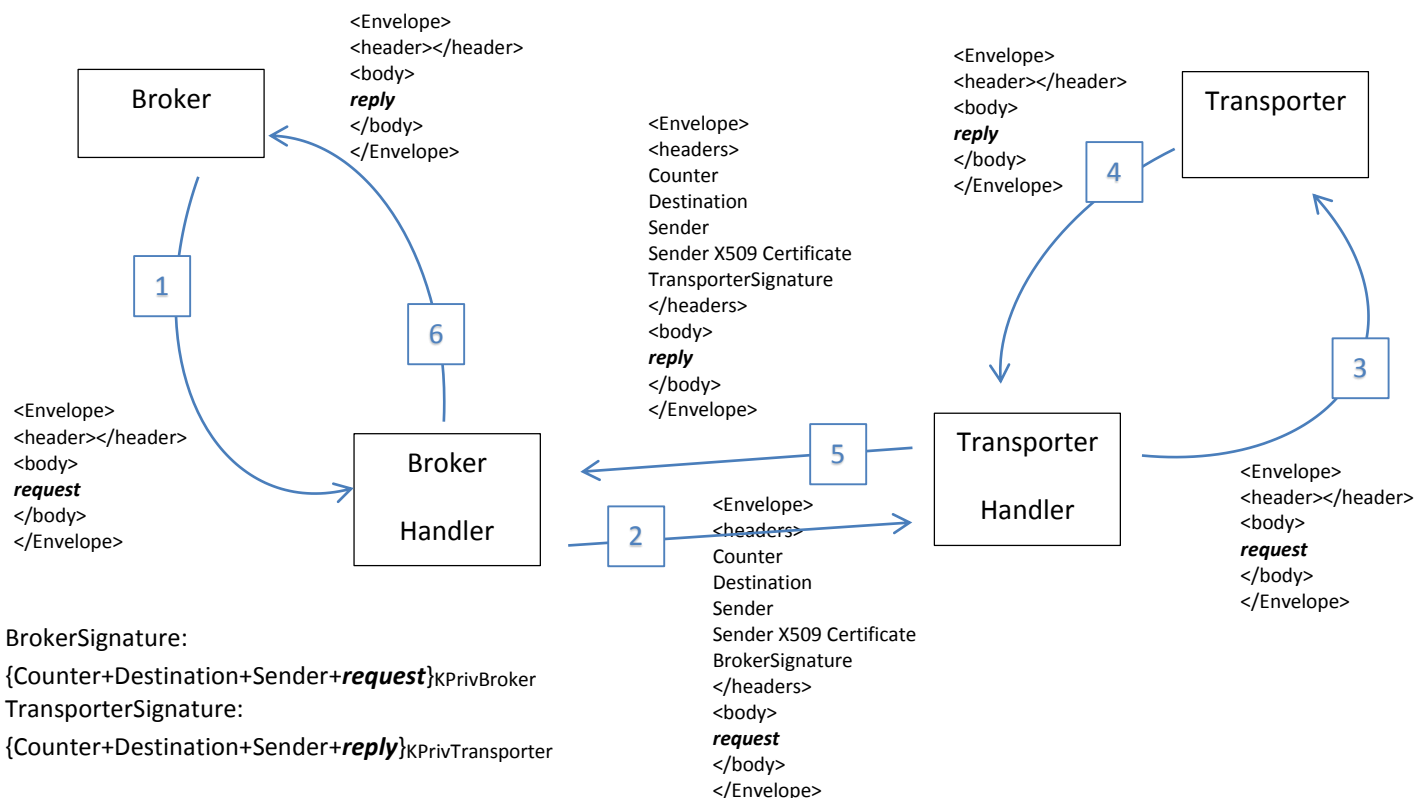 <Envelope>
<header></header>
<body>
reply
</body>
</Envelope>
Broker
<Envelope>
<header></header>
<body>
reply
</body>
</Envelope>
Transporter
<Envelope>
<headers>
Counter
Destination
Sender
Sender X509 Certificate
TransporterSignature
</headers>
<body>
reply
</body>
</Envelope>
4
1
6
3
<Envelope>
<header></header>
<body>
request
</body>
</Envelope>
Broker
Handler
5
2
Transporter
Handler
<Envelope>
<header></header>
<body>
request
</body>
</Envelope>
<Envelope>
<headers>
Counter
Destination
Sender
Sender X509 Certificate
BrokerSignature
</headers>
<body>
request
</body>
</Envelope>
BrokerSignature:
{Counter+Destination+Sender+request}KPrivBroker
TransporterSignature:
{Counter+Destination+Sender+reply}KPrivTransporter